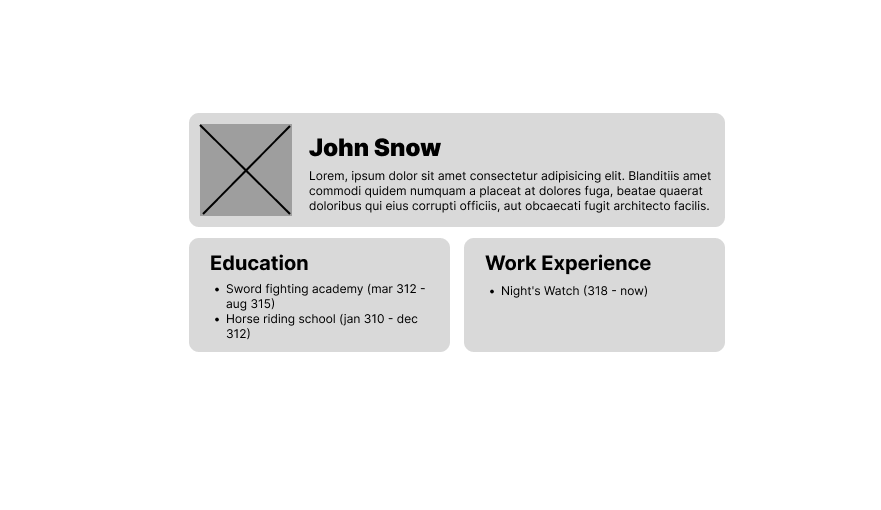 John Snow
Lorem, ipsum dolor sit amet consectetur adipisicing elit. Blanditiis amet
commodi quidem numquam a placeat at dolores fuga, beatae quaerat
doloribus qui eius corrupti officiis, aut obcaecati fugit architecto facilis.
Education
• Sword fighting academy (mar 312 -
aug 315)
• Horse riding school (jan 310 - dec
312)
Work Experience
• Night's Watch (318 - now)